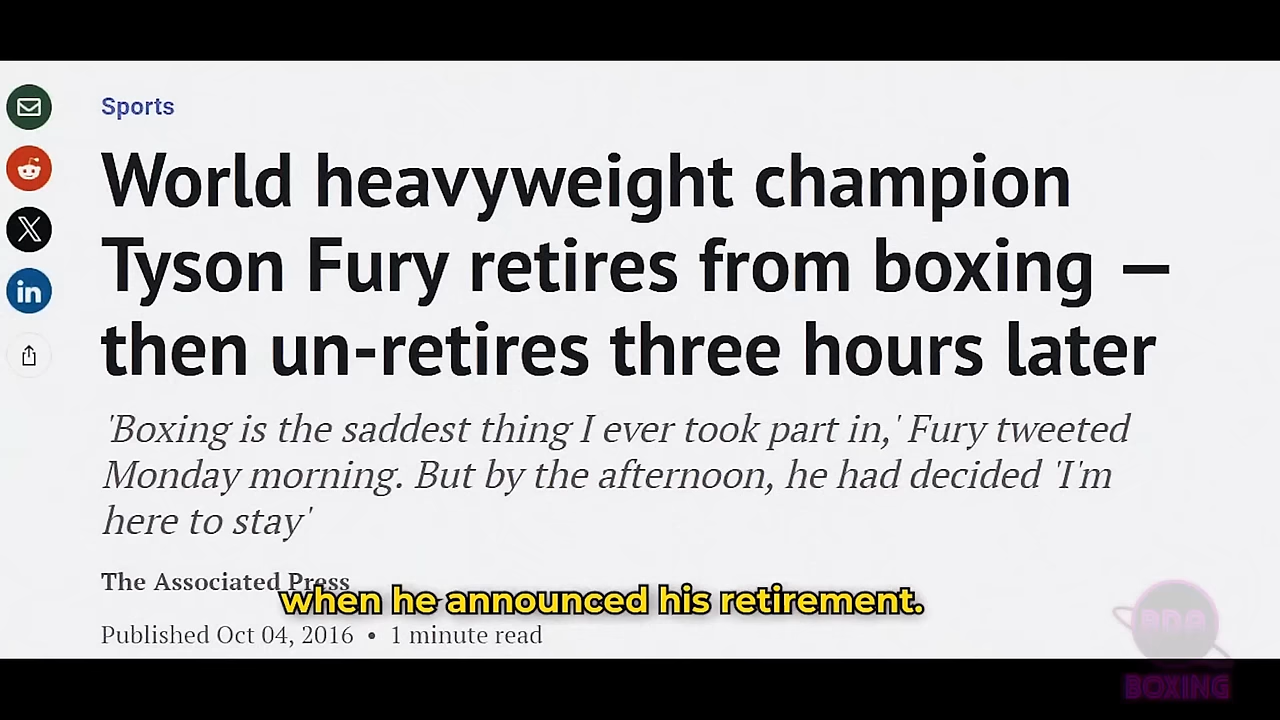 Sports
World heavyweight champion
Tyson Fury retires from boxing —
then un-retires three hours later
'Boxing is the saddest thing I ever took part in,' Fury tweeted
Monday morning. But by the afternoon, he had decided 'I'm
here to stay'
The Associated Press
when he announced his retirement.
Published Oct 04, 2016 • 1 minute read
BOXING